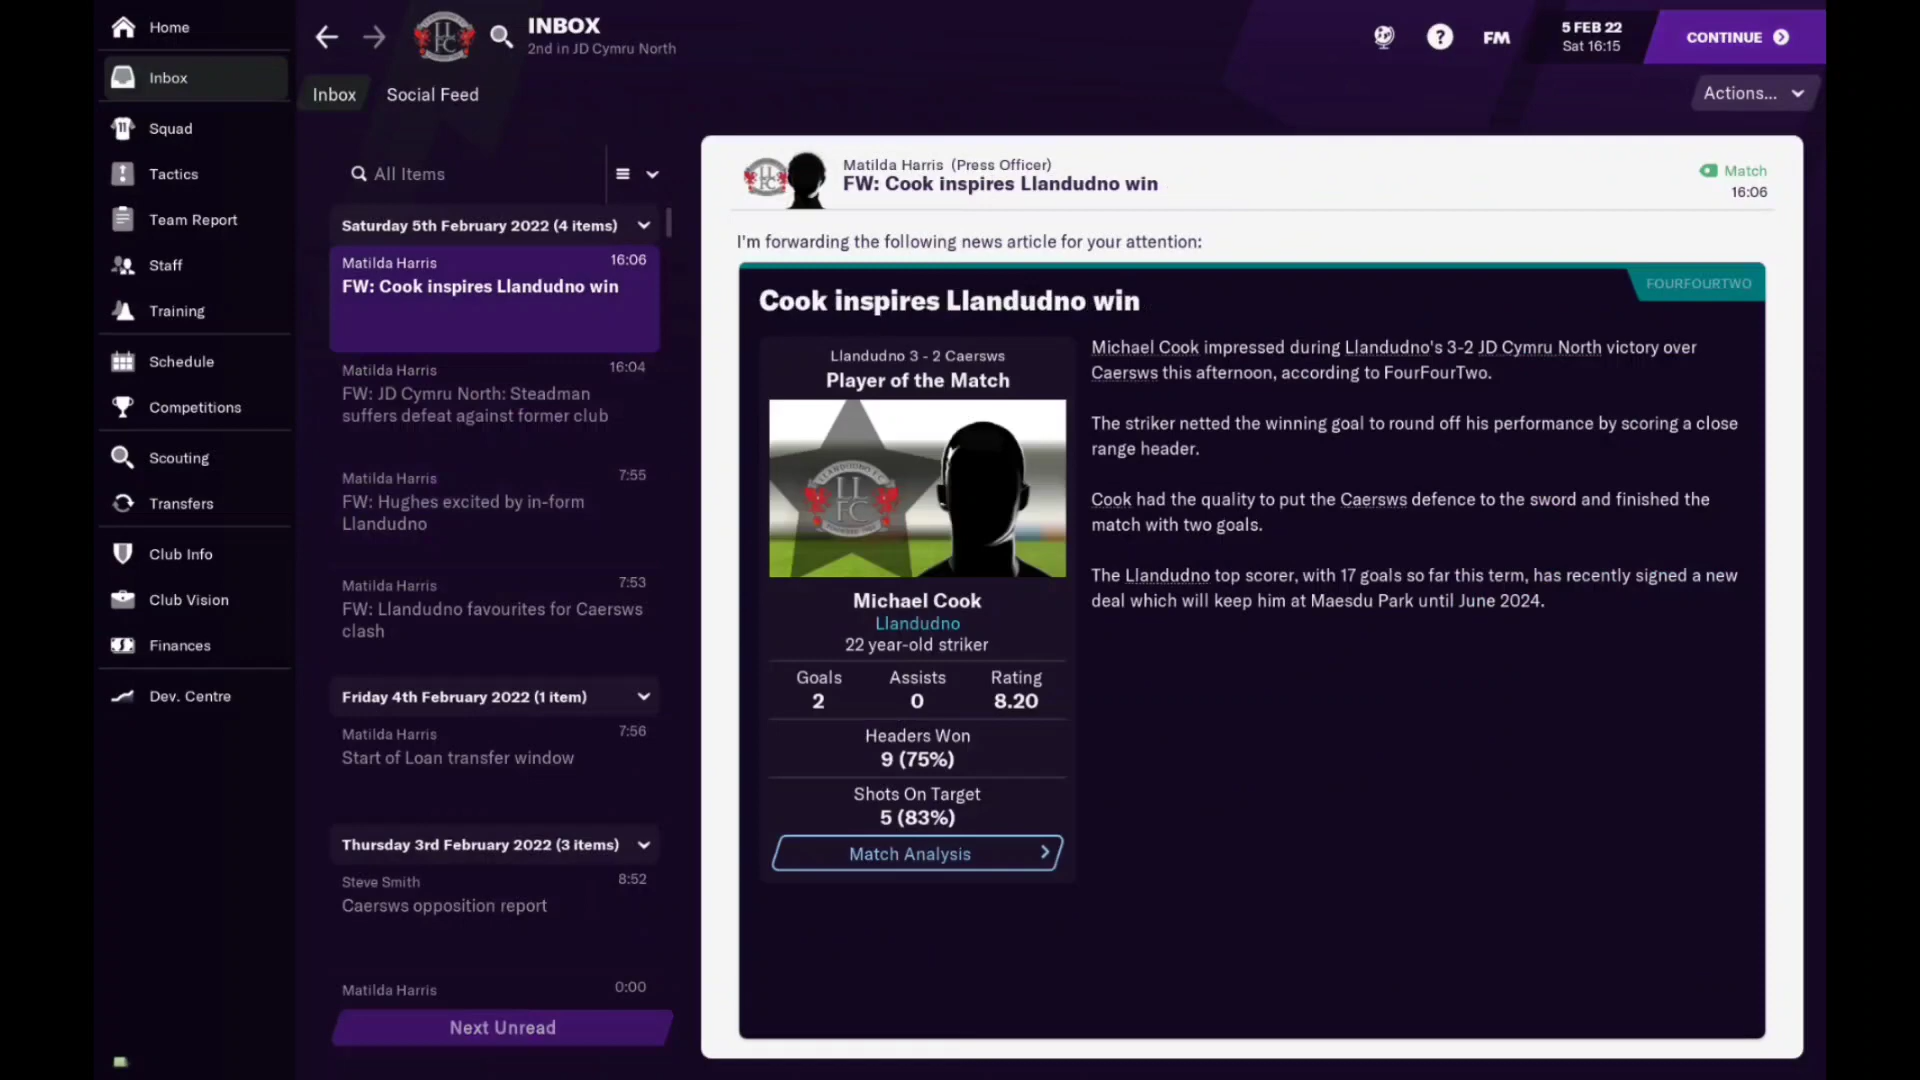 Home
Inbox
Squad
Tactics
Team Report
Staff
Training
Schedule
Competitions
Scouting
Transfers
Club Info
Club Vision
Finances
Dev. Centre
INBOX
2nd in JD Cymru North
FM
5 FEB 22
Sat 16:15
CONTINUE
Inbox
Social Feed
Actions...
All Items
Saturday 5th February 2022 (4 items)
Matilda Harris
16:06
FW: Cook inspires Llandudno win
Matilda Harris
16:04
FW: JD Cymru North: Steadman
suffers defeat against former club
Matilda Harris
7:55
FW: Hughes excited by in-form
Llandudno
Matilda Harris
7:53
FW: Llandudno favourites for Caersws
clash
Friday 4th February 2022 (1 item)
Matilda Harris
7:56
Start of Loan transfer window
Thursday 3rd February 2022 (3 items)
Steve Smith
8:52
Caersws opposition report
Matilda Harris
0:00
Next Unread
Matilda Harris (Press Officer)
FW: Cook inspires Llandudno win
Match
16:06
I'm forwarding the following news article for your attention:
FOURFOURTWO
Cook inspires Llandudno win
Llandudno 3 - 2 Caersws
Player of the Match
Michael Cook
Llandudno
22 year-old striker
Goals Assists Rating
2 0 8.20
Headers Won
9 (75%)
Shots On Target
5 (83%)
Match Analysis
Michael Cook impressed during Llandudno's 3-2 JD Cymru North victory over
Caersws this afternoon, according to FourFourTwo.
The striker netted the winning goal to round off his performance by scoring a close
range header.
Cook had the quality to put the Caersws defence to the sword and finished the
match with two goals.
The Llandudno top scorer, with 17 goals so far this term, has recently signed a new
deal which will keep him at Maesdu Park until June 2024.